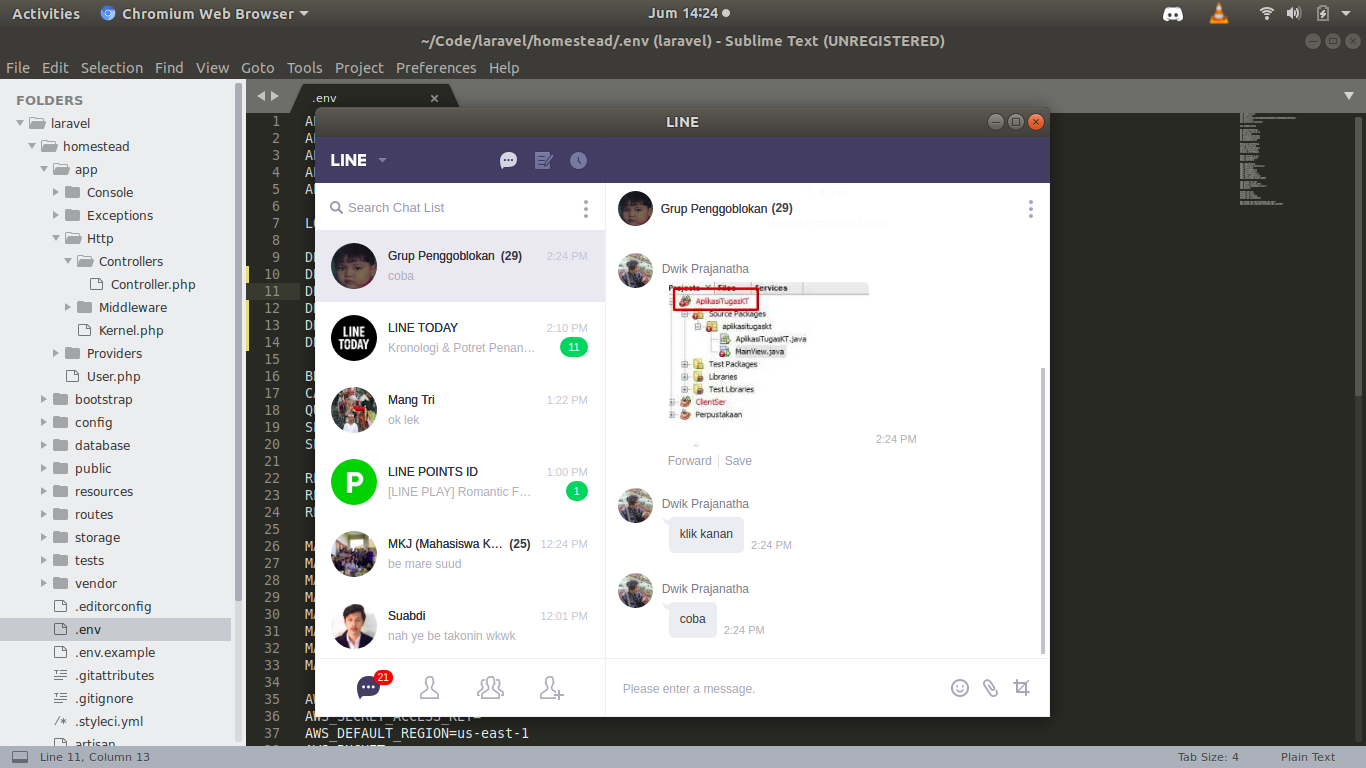 Activities
Chromium Web Browser
Jum 14:24
~/Code/laravel/homestead/.env (laravel) - Sublime Text (UNREGISTERED)
File Edit Selection Find View Goto Tools Project Preferences Help
FOLDERS
laravel
homestead
app
Console
Exceptions
Http
Controllers
Controller.php
Middleware
Kernel.php
Providers
User.php
bootstrap
config
database
public
resources
routes
storage
tests
vendor
.editorconfig
.env
.env.example
.gitattributes
.gitignore
.styleci.yml
artisan
.env
1
2
3
4
5
6
7
8
9
10
11
12
13
14
15
16
17
18
19
20
21
22
23
24
25
26
27
28
29
30
31
32
33
34
35
36 AWS_SECRET_ACCESS_KEY=
37 AWS_DEFAULT_REGION=us-east-1
38 AWS_BUCKET=
LINE
LINE
Search Chat List
Grup Penggoblokan (29) 2:24 PM
coba
LINE TODAY
LINE TODAY 2:10 PM
Kronologi & Potret Penan… 11
Mang Tri 1:22 PM
ok lek
P
LINE POINTS ID 1:00 PM
[LINE PLAY] Romantic F… 1
MKJ (Mahasiswa K… (25) 12:24 PM
be mare suud
Suabdi 12:01 PM
nah ye be takonin wkwk
21
Grup Penggoblokan (29)
Dwik Prajanatha
Projects Files Services
AplikasiTugasKT
Source Packages
aplikasitugaskt
AplikasiTugasKT.java
MainView.java
Test Packages
Libraries
Test Libraries
ClientSer
Perpustakaan
2:24 PM
Forward Save
Dwik Prajanatha
klik kanan
2:24 PM
Dwik Prajanatha
coba
2:24 PM
Please enter a message.
Line 11, Column 13
Tab Size: 4
Plain Text